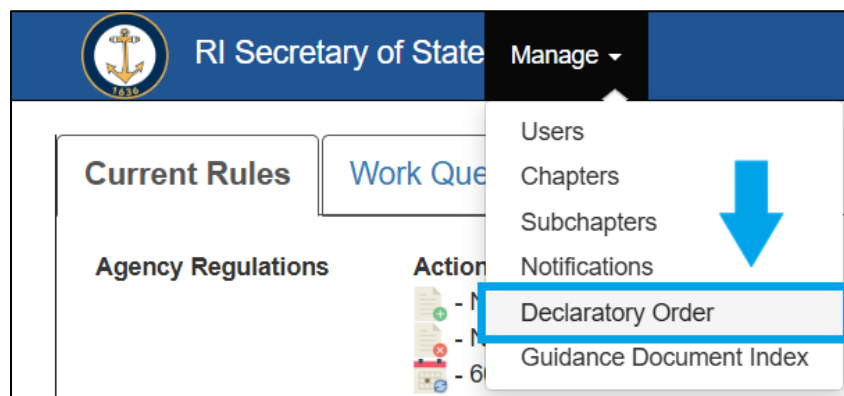 RI Secretary of State Manage
1636
Users
Current Rules Work Que
Chapters
Subchapters
Agency Regulations Action
Notifications
- N
Declaratory Order
- N
Guidance Document Index
- 6